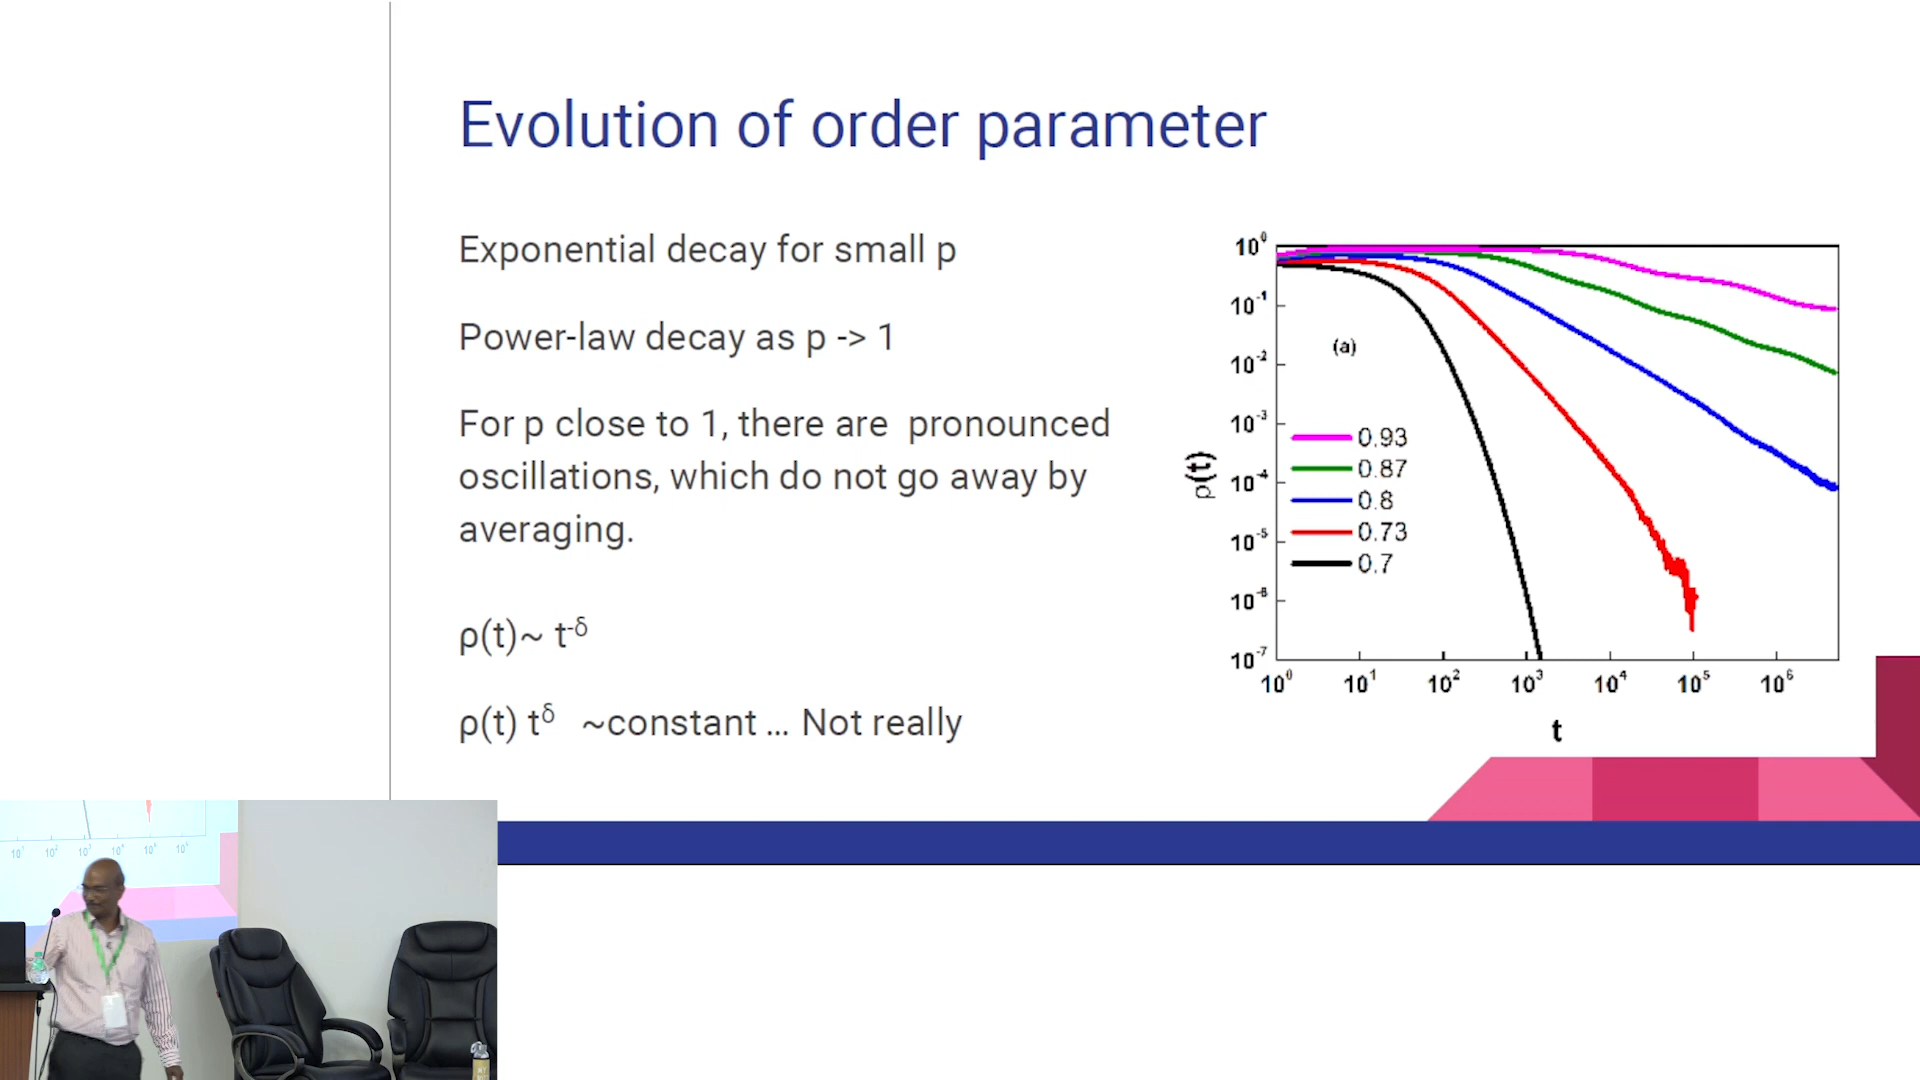 Evolution of order parameter
Exponential decay for small p
Power-law decay as p -> 1
For p close to 1, there are pronounced
oscillations, which do not go away by
averaging.
ρ(t)~ t⁻ᵟ
ρ(t) tᵟ ~constant ... Not really
10⁰
10⁻¹
10⁻²
10⁻³
10⁻⁴
10⁻⁵
10⁻⁶
10⁻⁷
ρ(t)
(a)
0.93
0.87
0.8
0.73
0.7
10⁰ 10¹ 10² 10³ 10⁴ 10⁵ 10⁶
t